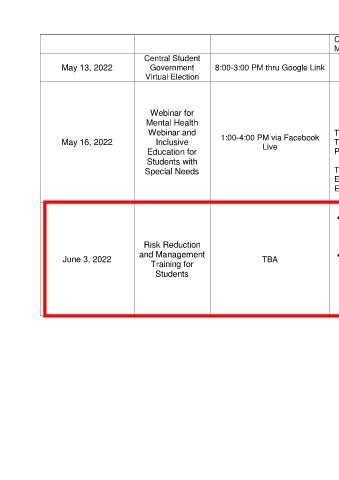 C
M
May 13, 2022
Central Student
Government
Virtual Election
8:00-3:00 PM thru Google Link
May 16, 2022
Webinar for
Mental Health
Webinar and
Inclusive
Education for
Students with
Special Needs
1:00-4:00 PM via Facebook
Live
T
T
P
T
E
E
June 3, 2022
Risk Reduction
and Management
Training for
Students
TBA